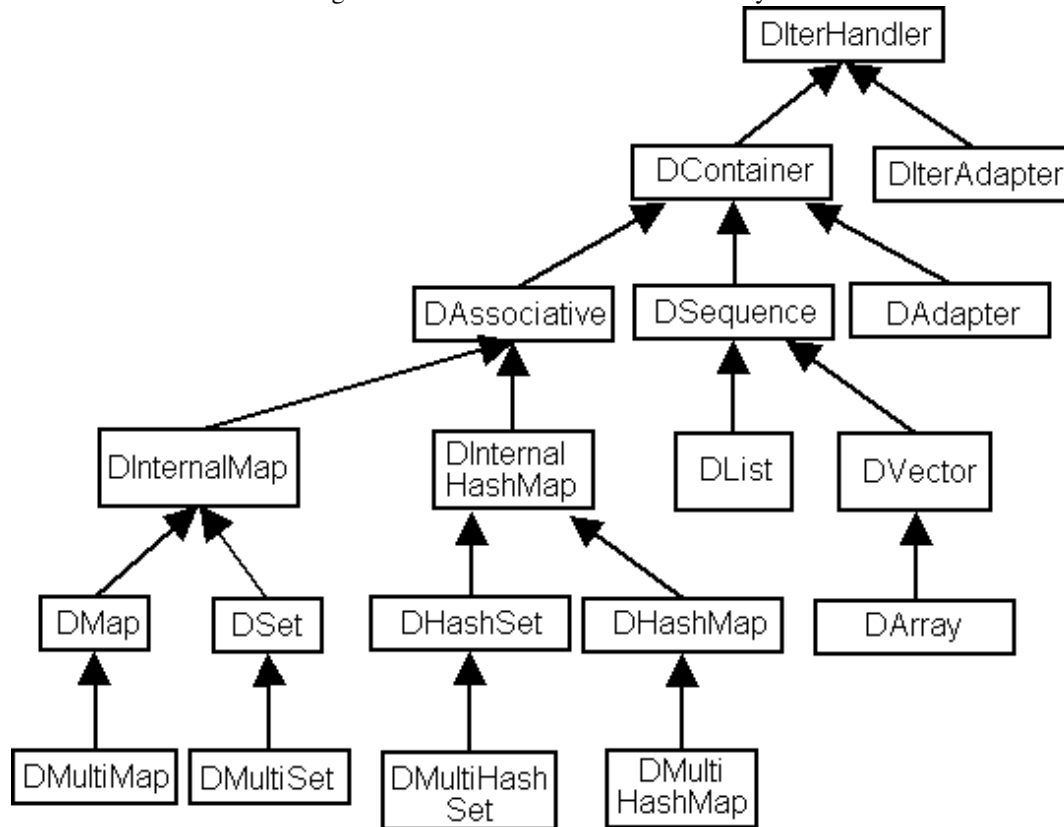 DIterHandler
DContainer
DIterAdapter
DAssociative
DSequence
DAdapter
DInternalMap
DInternal
HashMap
DList
DVector
DMap
DSet
DHashSet
DHashMap
DArray
DMultiMap
DMultiSet
DMultiHash
Set
DMulti
HashMap